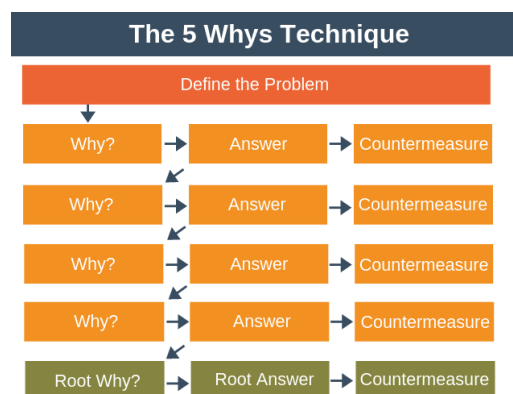 The 5 Whys Technique
Define the Problem
Why? Answer Countermeasure
Why? Answer Countermeasure
Why? Answer Countermeasure
Why? Answer Countermeasure
Root Why? Root Answer Countermeasure